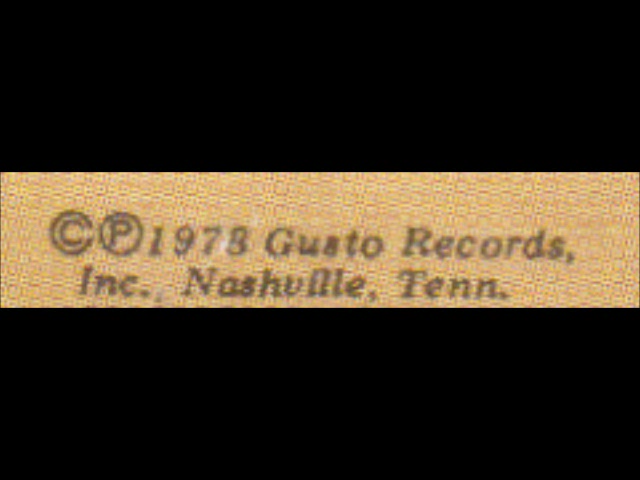 ©℗1978 Gusto Records,
Inc., Nashville, Tenn.